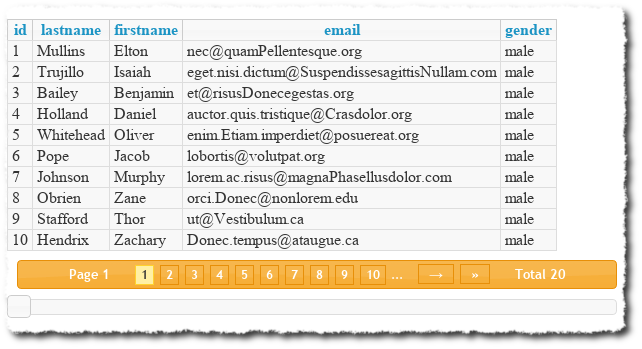 id lastname firstname email gender
1 Mullins Elton nec@quamPellentesque.org male
2 Trujillo Isaiah eget.nisi.dictum@SuspendissesagittisNullam.com male
3 Bailey Benjamin et@risusDonecegestas.org male
4 Holland Daniel auctor.quis.tristique@Crasdolor.org male
5 Whitehead Oliver enim.Etiam.imperdiet@posuereat.org male
6 Pope Jacob lobortis@volutpat.org male
7 Johnson Murphy lorem.ac.risus@magnaPhasellusdolor.com male
8 Obrien Zane orci.Donec@nonlorem.edu male
9 Stafford Thor ut@Vestibulum.ca male
10 Hendrix Zachary Donec.tempus@ataugue.ca male
Page 1 1 2 3 4 5 6 7 8 9 10 ... → » Total 20